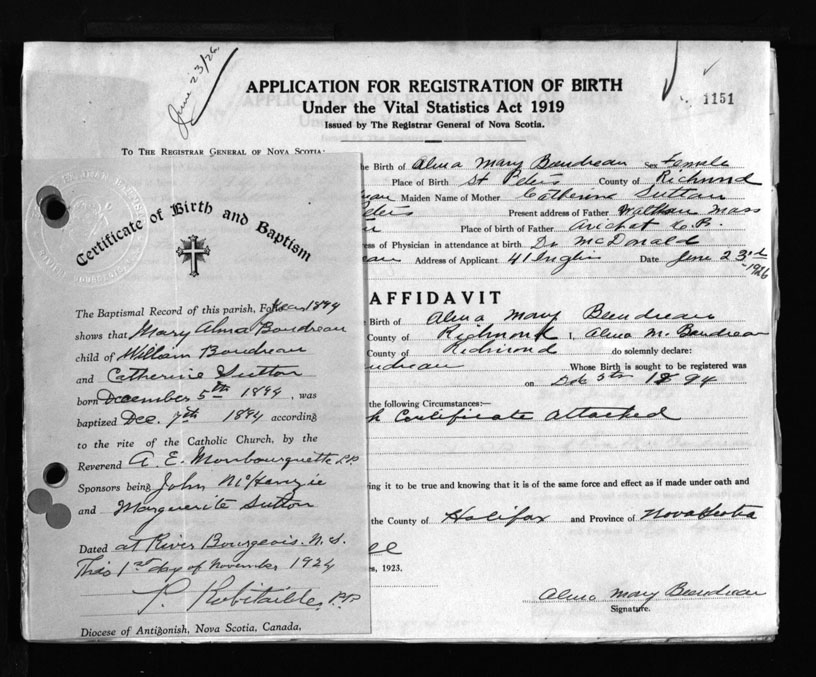 June 23/26
APPLICATION FOR REGISTRATION OF BIRTH
Under the Vital Statistics Act 1919
Issued by The Registrar General of Nova Scotia.
1151
TO THE REGISTRAR GENERAL OF NOVA SCOTIA:
he Birth of Alma Mary Boudreau Sex Female
Place of Birth St Peters County of Richmond
Maiden Name of Mother Catherine Sutton
Present address of Father Waltham Mass
Place of birth of Father Arichat C.B.
ess of Physician in attendance at birth Dr McDonald
Address of Applicant 41 Inglis Date June 23rd 1926
AFFIDAVIT
e Birth of Alma Mary Beaudreau
County of Richmond I, Alma M. Boudreau
County of Richmond do solemnly declare:
Whose Birth is sought to be registered was
on Dec 5th 1894
the following Circumstances:—
Certificate attached
ing it to be true and knowing that it is of the same force and effect as if made under oath and
the County of Halifax and Province of Nova Scotia
es, 1923.
Alma Mary Beaudreau
Signature.
Certificate of Birth and Baptism
The Baptismal Record of this parish, For year 1894
shows that Mary Alma Boudreau
child of William Boudreau
and Catherine Sutton
born December 5th 1894. was
baptized Dec. 7th 1894 according
to the rite of the Catholic Church, by the
Reverend A. E. Mombourquette P.P.
Sponsors being John McKenzie
and Marguerite Sutton
Dated at River Bourgeois. N.S.
This 1st day of November 1924
P. Robitaille, P.P.
Diocese of Antigonish, Nova Scotia, Canada,